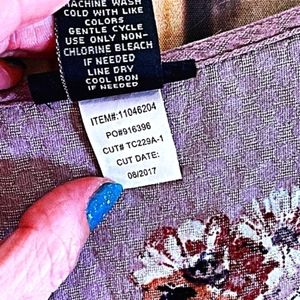 MACHINE WASH
COLD WITH LIKE
COLORS
GENTLE CYCLE
USE ONLY NON-
CHLORINE BLEACH
IF NEEDED
LINE DRY
COOL IRON
IF NEEDED
ITEM#:11046204
PO#916396
CUT# TC229A-1
CUT DATE:
08/2017